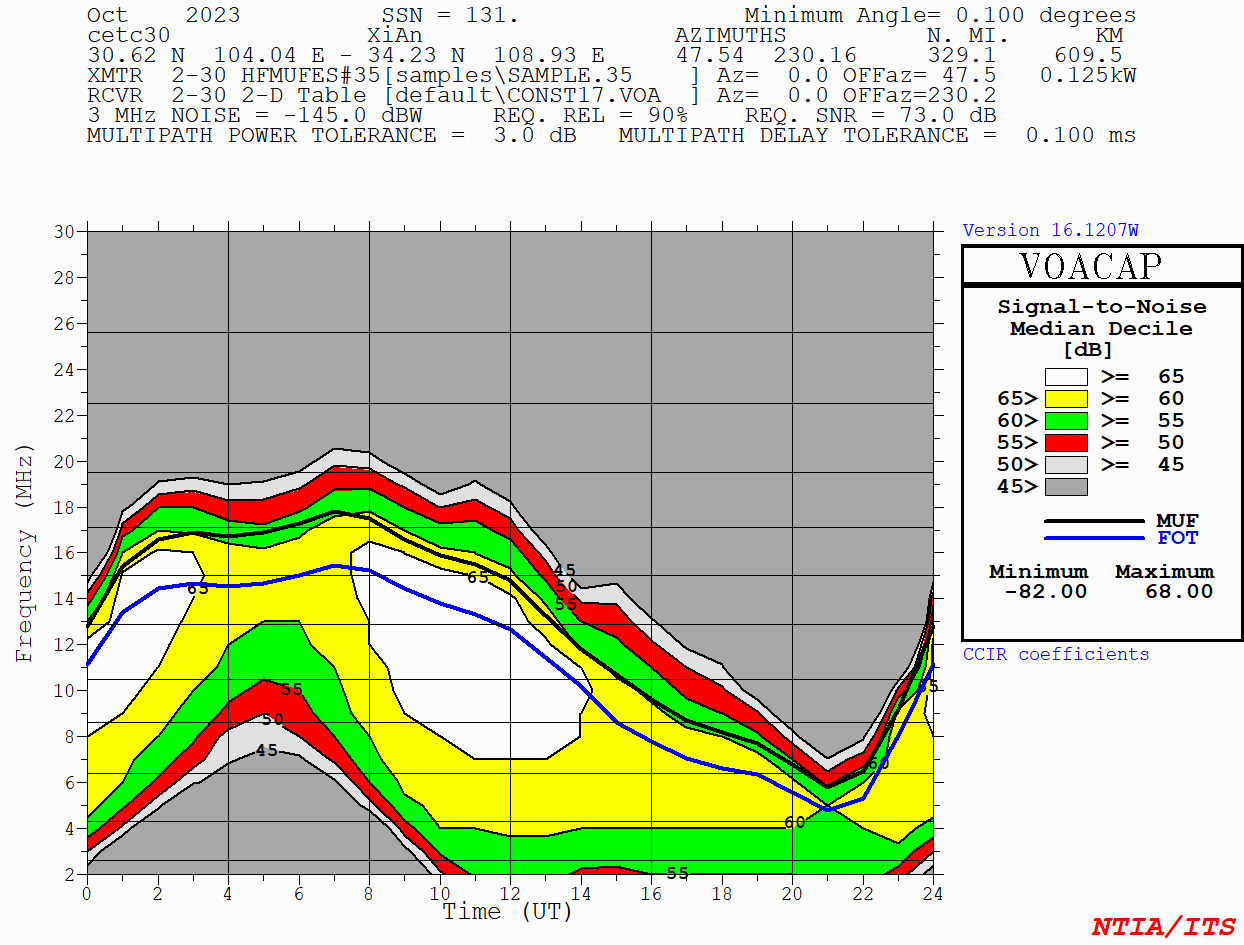 Oct 2023 SSN = 131. Minimum Angle= 0.100 degrees
cetc30 XiAn AZIMUTHS N. MI. KM
30.62 N 104.04 E - 34.23 N 108.93 E 47.54 230.16 329.1 609.5
XMTR 2-30 HFMUFES#35[samples\SAMPLE.35 ] Az= 0.0 OFFaz= 47.5 0.125kW
RCVR 2-30 2-D Table [default\CONST17.VOA ] Az= 0.0 OFFaz=230.2
3 MHz NOISE = -145.0 dBW REQ. REL = 90% REQ. SNR = 73.0 dB
MULTIPATH POWER TOLERANCE = 3.0 dB MULTIPATH DELAY TOLERANCE = 0.100 ms
30
28
26
24
22
20
18
16
14
12
10
8
6
4
2
Frequency (MHz)
0 2 4 6 8 10 12 14 16 18 20 22 24
Time (UT)
65
65
45
50
55
55
50
45
65
60
60
55
Version 16.1207W
VOACAP
Signal-to-Noise
Median Decile
[dB]
>= 65
65> >= 60
60> >= 55
55> >= 50
50> >= 45
45>
MUF
FOT
Minimum Maximum
-82.00 68.00
CCIR coefficients
NTIA/ITS